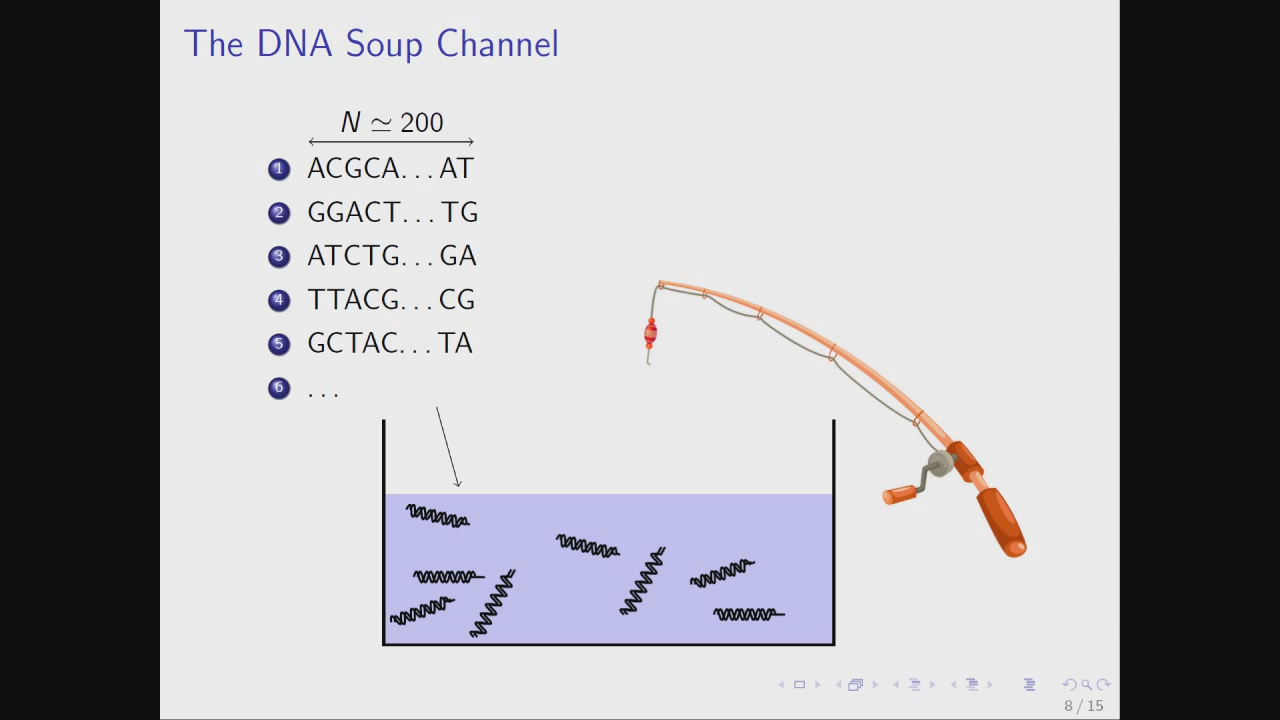 The DNA Soup Channel
N ≃ 200
1 ACGCA...AT
2 GGACT...TG
3 ATCTG...GA
4 TTACG...CG
5 GCTAC...TA
6 ...
8 / 15